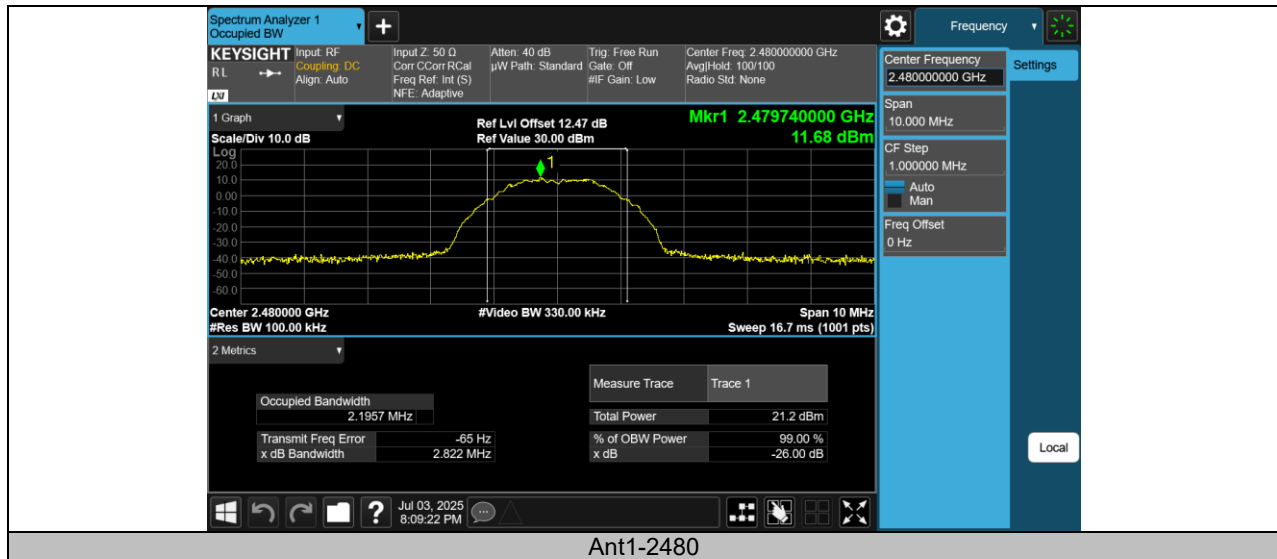 Spectrum Analyzer 1
Occupied BW
Frequency
KEYSIGHT
RL
LXI
Input: RF
Coupling: DC
Align: Auto
Input Z: 50 Ω
Corr CCorr RCal
Freq Ref: Int (S)
NFE: Adaptive
Atten: 40 dB
µW Path: Standard
Trig: Free Run
Gate: Off
#IF Gain: Low
Center Freq: 2.480000000 GHz
Avg|Hold: 100/100
Radio Std: None
Center Frequency
2.480000000 GHz
Settings
Span
10.000 MHz
CF Step
1.000000 MHz
Auto
Man
Freq Offset
0 Hz
Local
1 Graph
Scale/Div 10.0 dB
Ref Lvl Offset 12.47 dB
Ref Value 30.00 dBm
Mkr1 2.479740000 GHz
11.68 dBm
Log
20.0
10.0
0.00
-10.0
-20.0
-30.0
-40.0
-50.0
-60.0
1
Center 2.480000 GHz
#Video BW 330.00 kHz
Span 10 MHz
#Res BW 100.00 kHz
Sweep 16.7 ms (1001 pts)
2 Metrics
Measure Trace Trace 1
Occupied Bandwidth
2.1957 MHz
Total Power 21.2 dBm
Transmit Freq Error -65 Hz
% of OBW Power 99.00 %
x dB Bandwidth 2.822 MHz
x dB -26.00 dB
?
Jul 03, 2025
8:09:22 PM
Ant1-2480